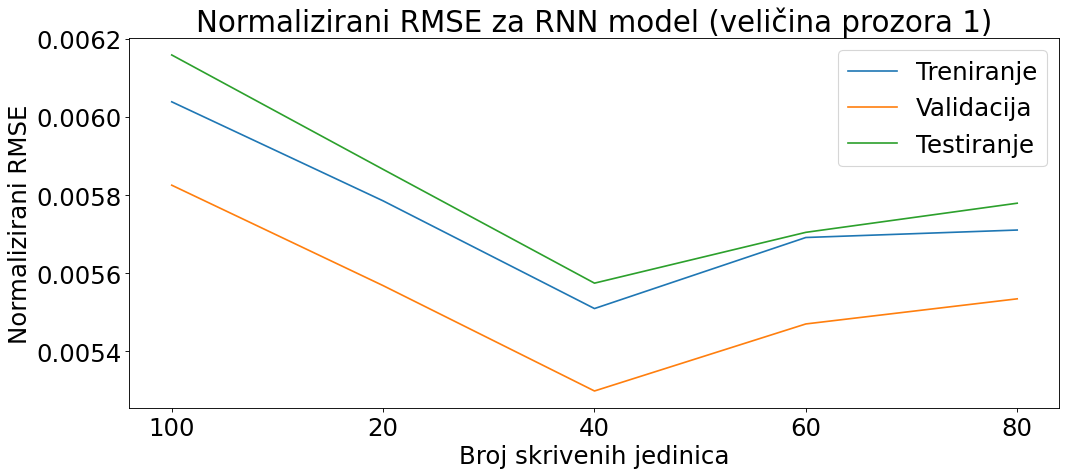 Normalizirani RMSE za RNN model (veličina prozora 1)
0.0062
0.0060
0.0058
0.0056
0.0054
Normalizirani RMSE
Treniranje
Validacija
Testiranje
100 20 40 60 80
Broj skrivenih jedinica